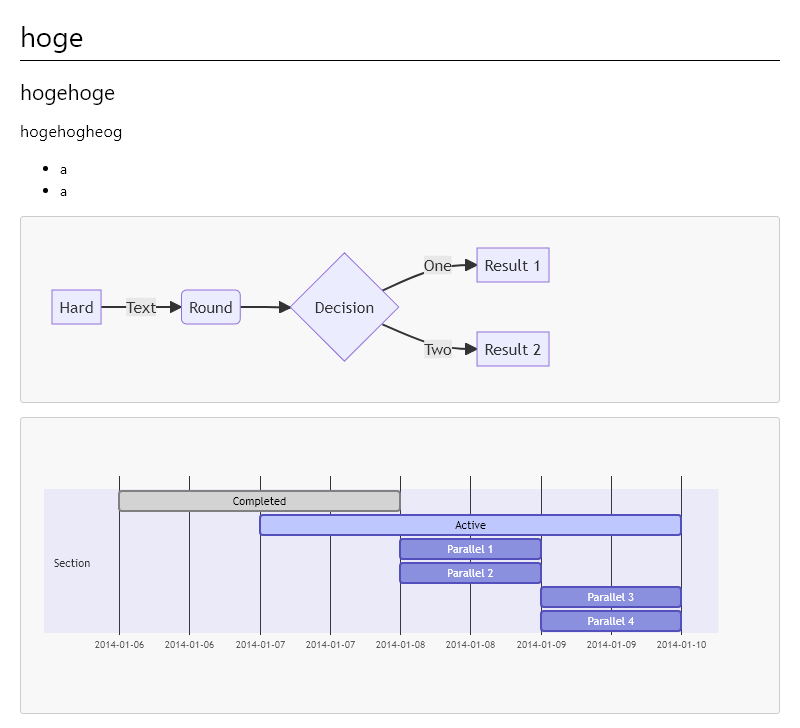 hoge
hogehoge
hogehogheog
a
a
One
Result 1
Hard
Text
Round
Decision
Two
Result 2
Completed
Active
Parallel 1
Section
Parallel 2
Parallel 3
Parallel 4
2014-01-06 2014-01-06 2014-01-07 2014-01-07 2014-01-08 2014-01-08 2014-01-09 2014-01-09 2014-01-10